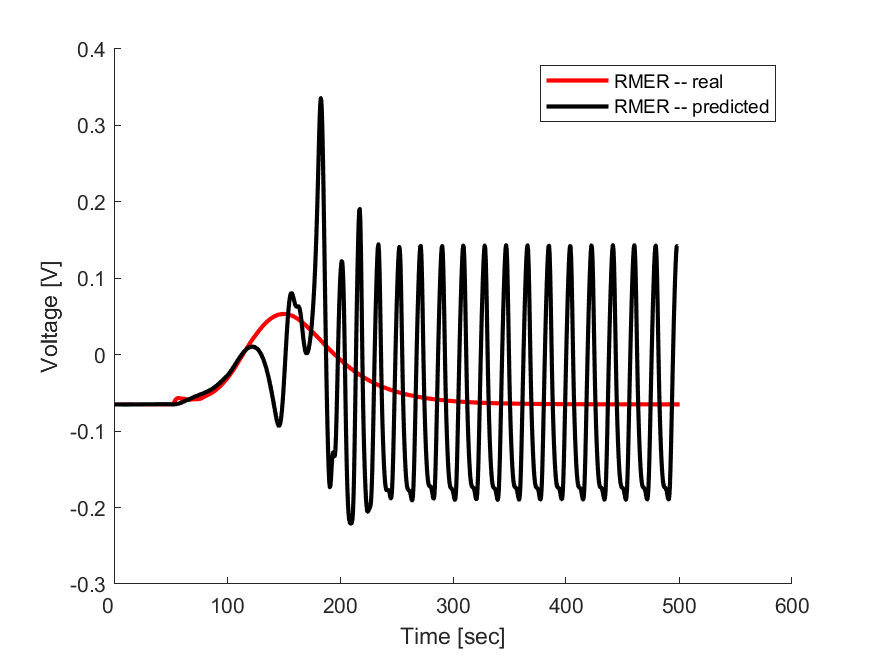 0.4
0.3
0.2
0.1
0
-0.1
-0.2
-0.3
Voltage [V]
RMER -- real
RMER -- predicted
0 100 200 300 400 500 600
Time [sec]